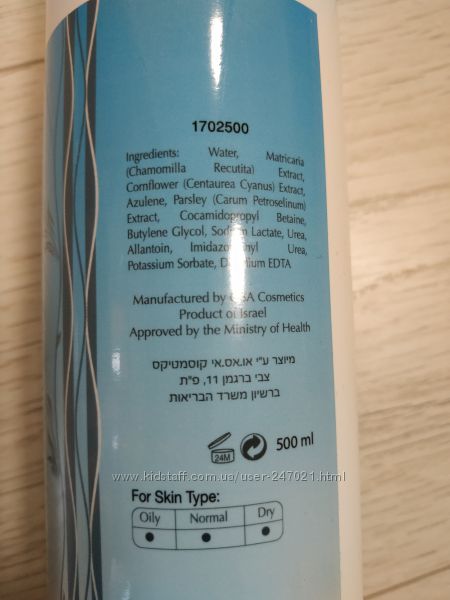 1702500
Ingredients: Water, Matricaria
(Chamomilla Recutita) Extract,
Cornflower (Centaurea Cyanus) Extract,
Azulene, Parsley (Carum Petroselinum)
Extract, Cocamidopropyl Betaine,
Butylene Glycol, Sodium Lactate, Urea,
Allantoin, Urea,
Potassium Sorbate, EDTA
Manufactured by Cosmetics
Product of Israel
Approved by the Ministry of Health
מיוצר ע"י או.אס.אי קוסמטיקס
צבי ברגמן 11, פ"ת
ברשיון משרד הבריאות
24M
500 ml
www.kidstaff.com.ua/user-247021.html
For Skin Type:
Oily Normal Dry